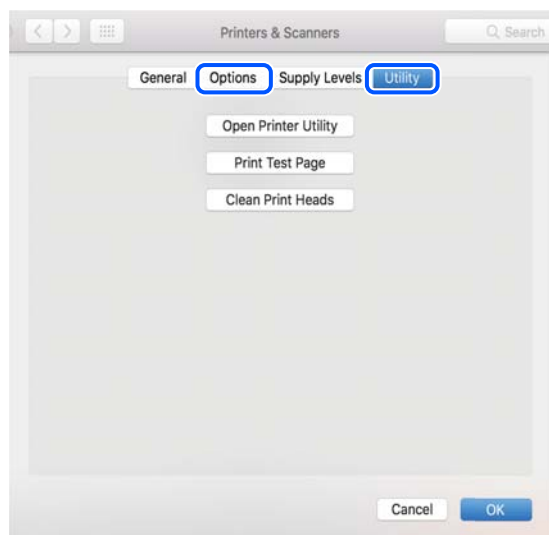 Printers & Scanners Search
General Options Supply Levels Utility
Open Printer Utility
Print Test Page
Clean Print Heads
Cancel OK